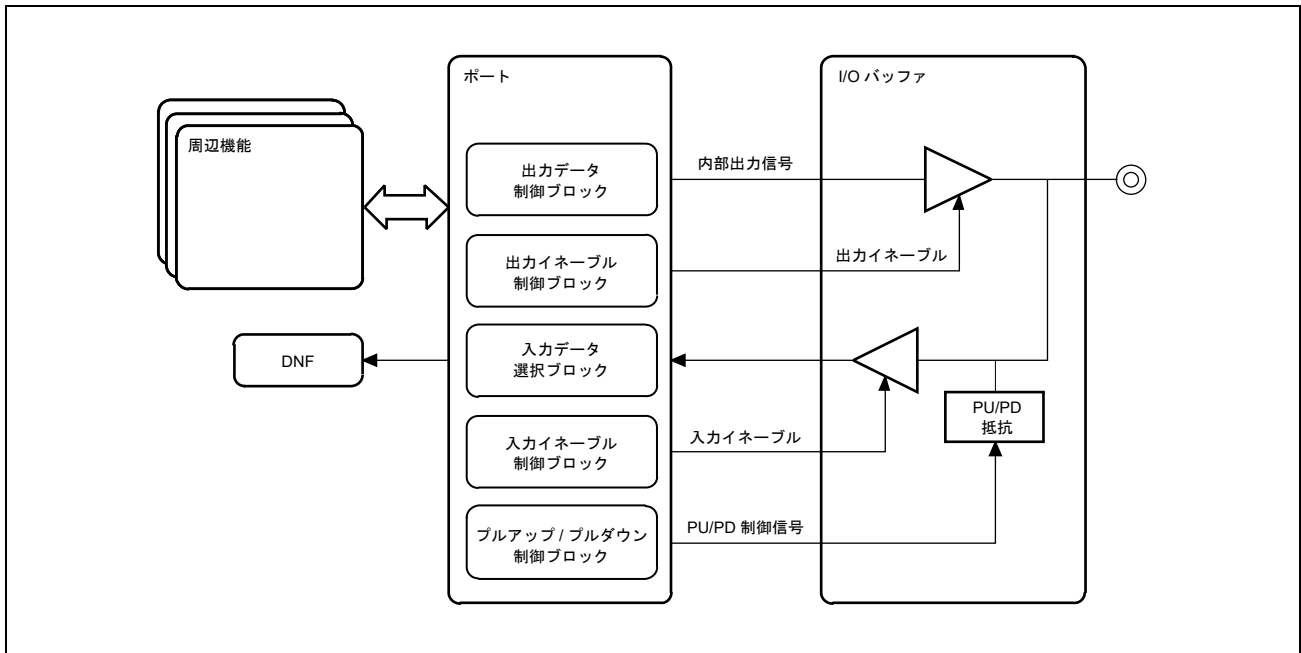 ポート
I/O バッファ
周辺機能
出力データ
制御ブロック
内部出力信号
出力イネーブル
制御ブロック
出力イネーブル
入力データ
選択ブロック
DNF
PU/PD
抵抗
入力イネーブル
制御ブロック
入力イネーブル
プルアップ / プルダウン
制御ブロック
PU/PD 制御信号